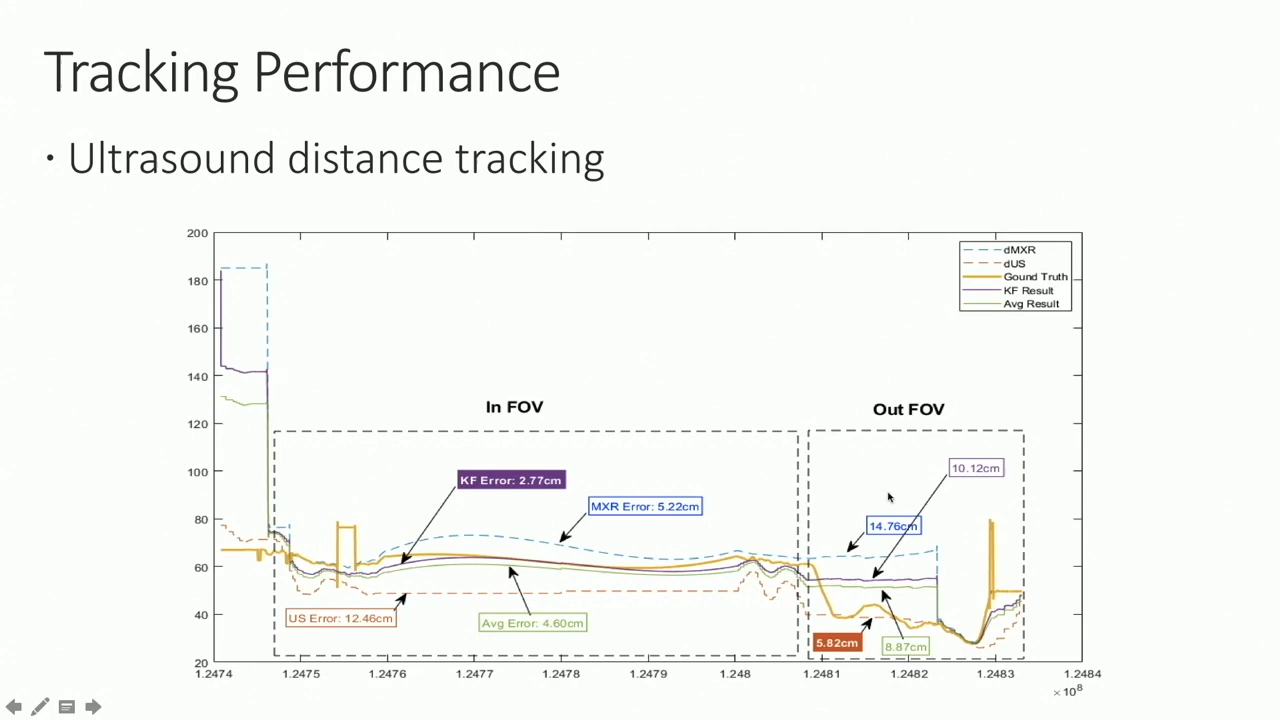 Tracking Performance
· Ultrasound distance tracking
200
180
160
140
120
100
80
60
40
20
dMXR
dUS
Gound Truth
KF Result
Avg Result
In FOV
Out FOV
KF Error: 2.77cm
MXR Error: 5.22cm
10.12cm
14.76cm
US Error: 12.46cm
Avg Error: 4.60cm
5.82cm
8.87cm
1.2474
1.2475
1.2476
1.2477
1.2478
1.2479
1.248
1.2481
1.2482
1.2483
1.2484
× 10⁸